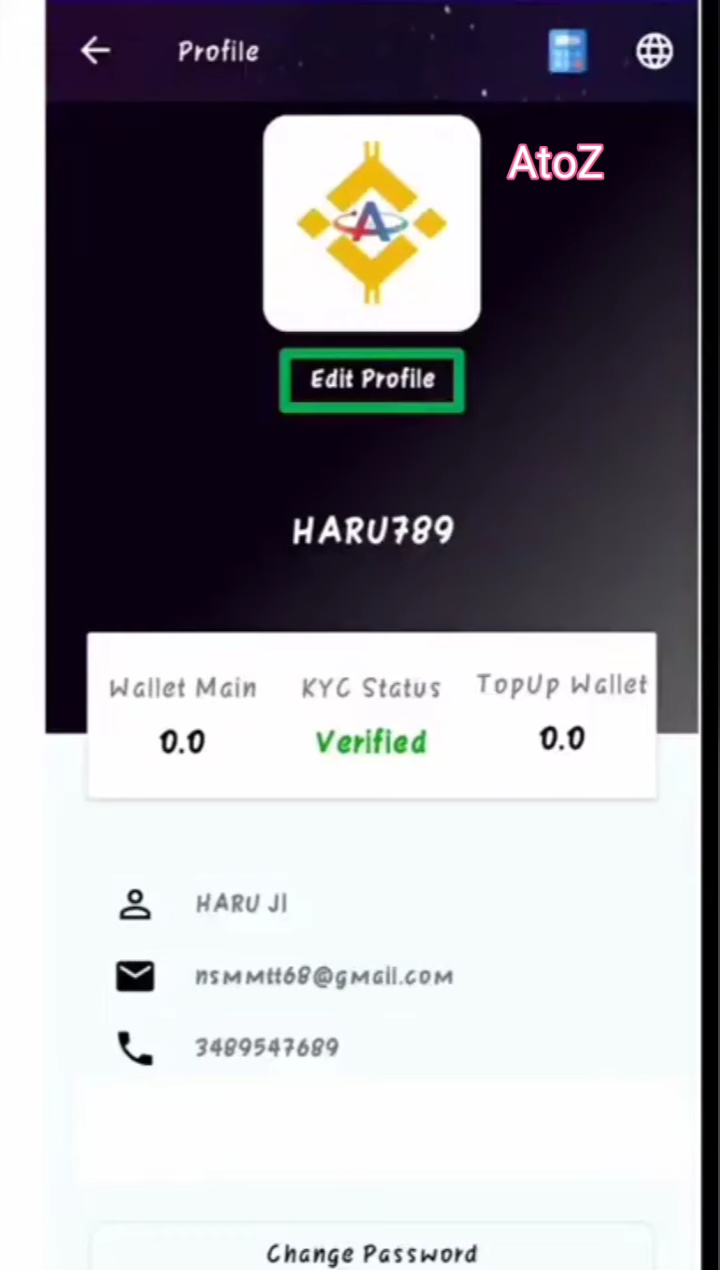 Profile
AtoZ
A
Edit Profile
HARU789
Wallet Main KYC Status TopUp Wallet
0.0 Verified 0.0
HARU JI
nsmmtt68@gmail.com
3489547689
Change Password